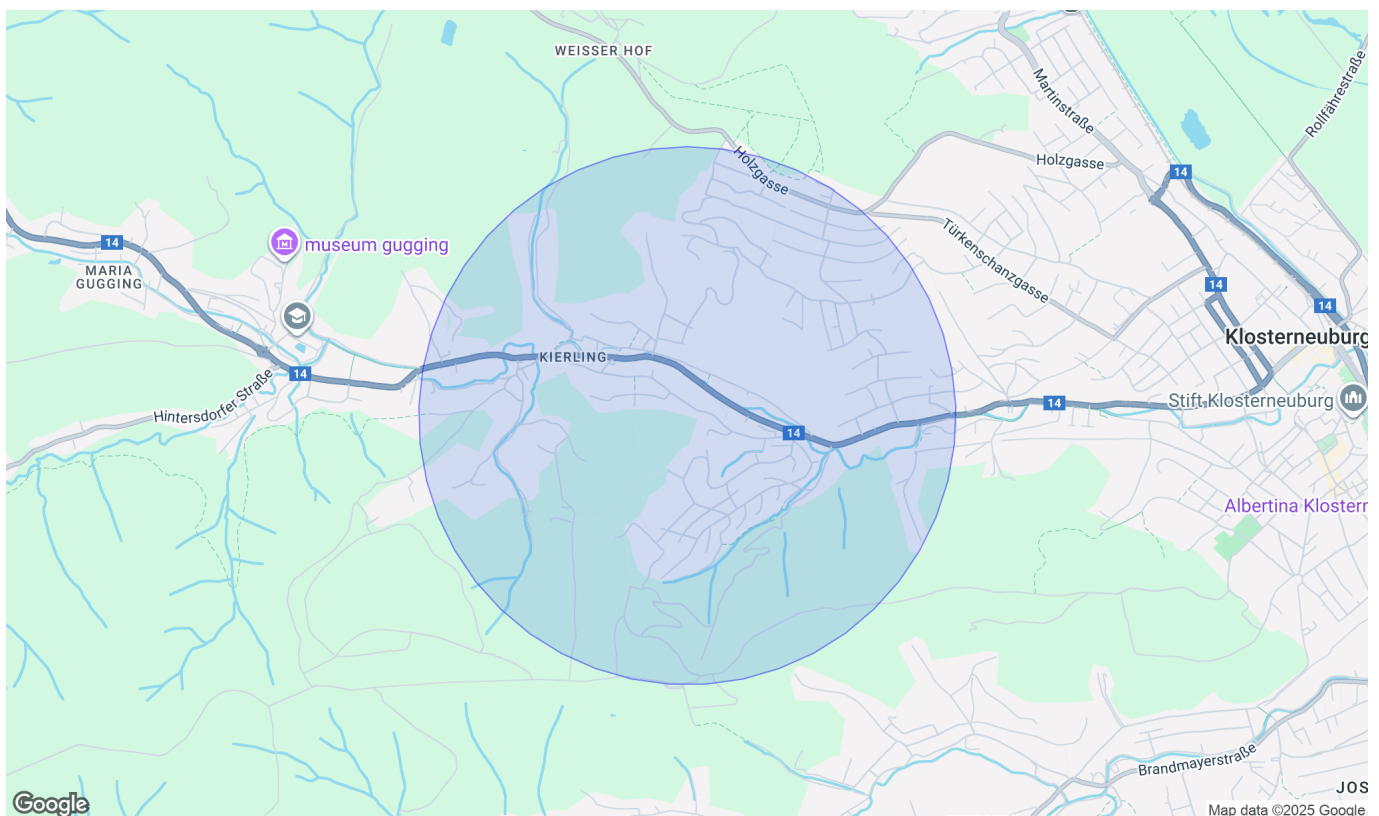 WEISSER HOF
Martinstraße
Rollfährestraße
Holzgasse
Holzgasse
14
Türkenschanzgasse
14
museum gugging
MARIA
GUGGING
14
14
Klosterneuburg
KIERLING
14
Hintersdorfer Straße
Stift Klosterneuburg
14
14
Albertina Klostern
Brandmayerstraße
JOS
Google
Map data ©2025 Google